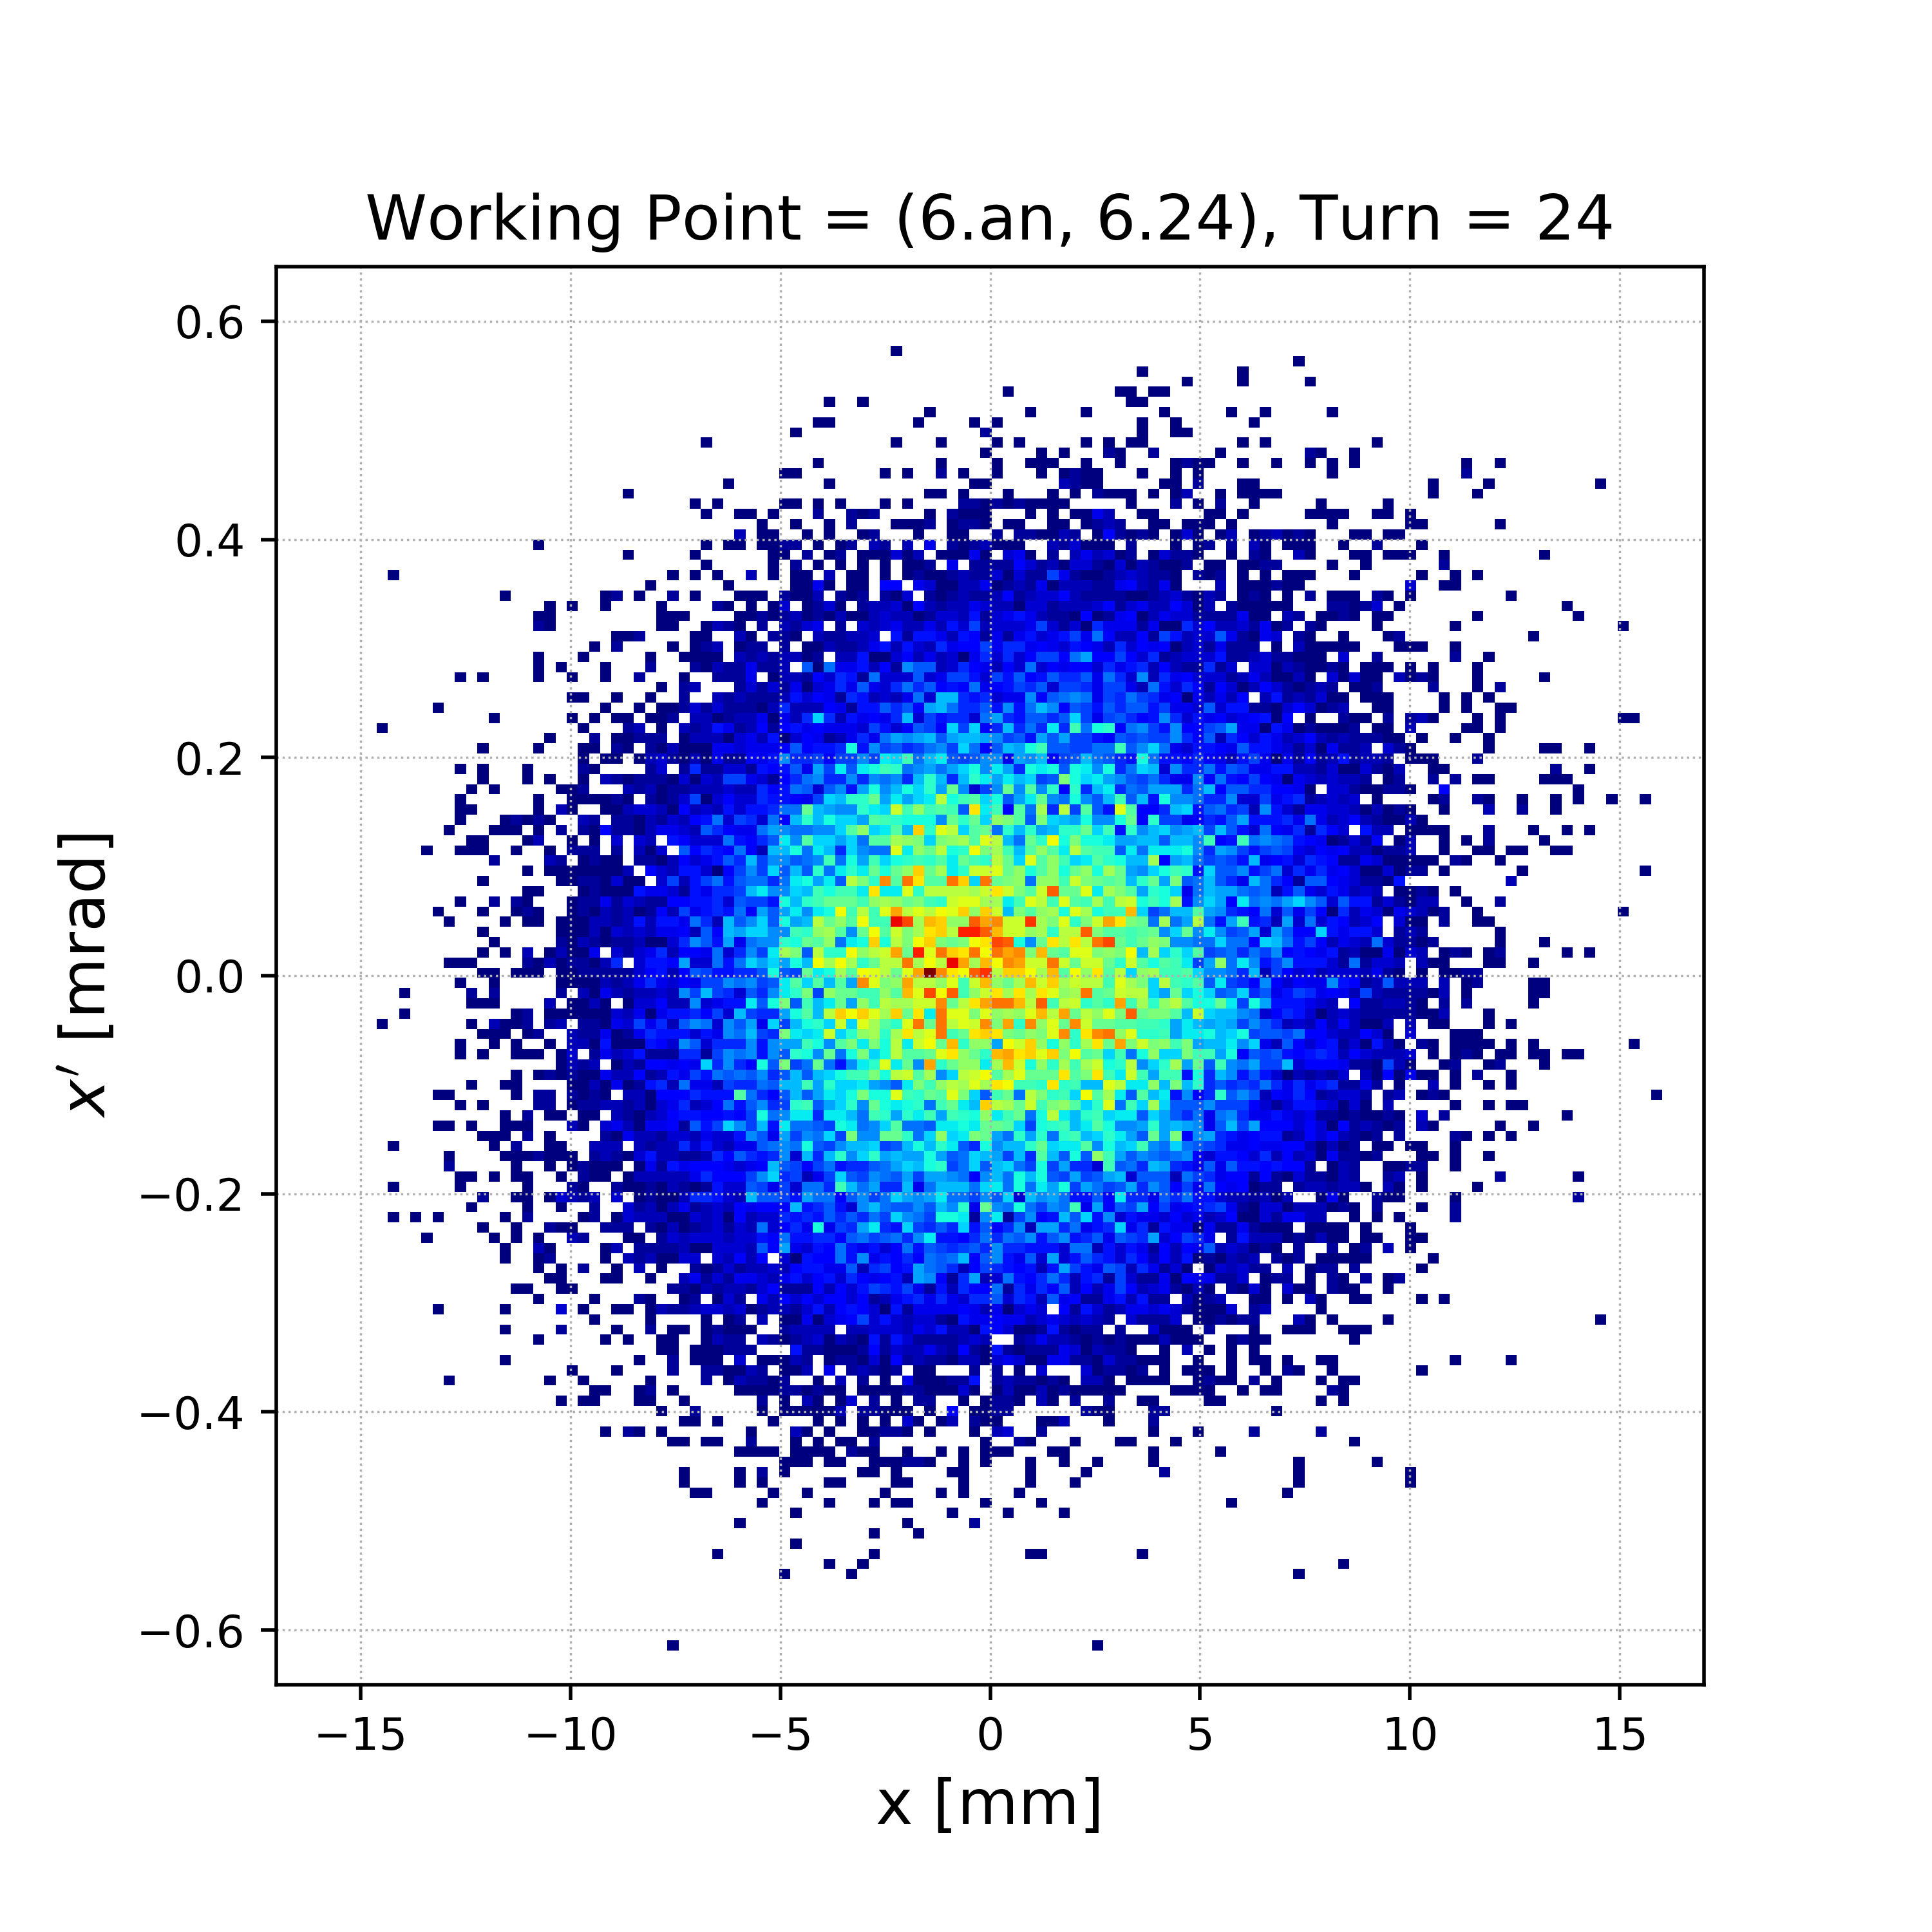 Working Point = (6.an, 6.24), Turn = 24
0.6
0.4
0.2
0.0
−0.2
−0.4
−0.6
x′ [mrad]
−15 −10 −5 0 5 10 15
x [mm]